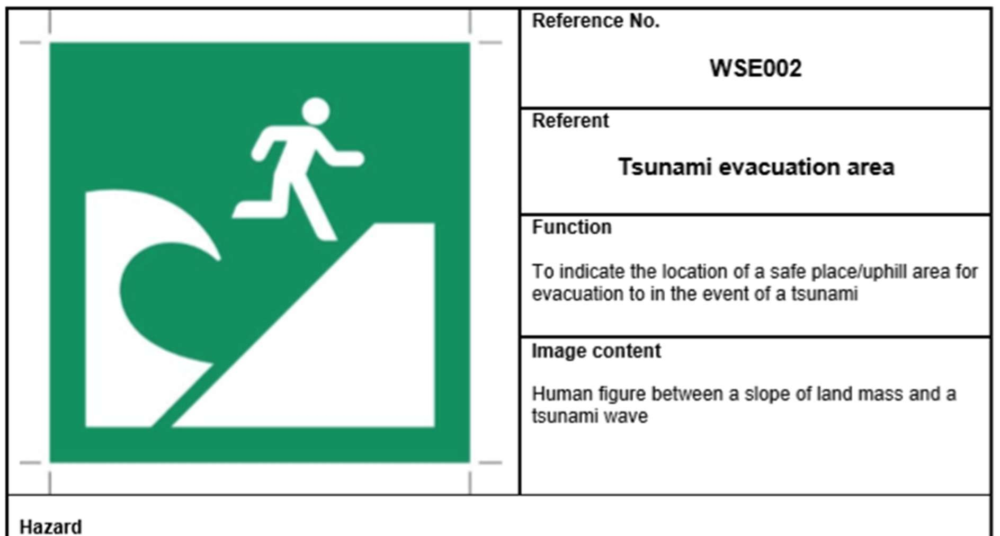 Reference No.
WSE002
Referent
Tsunami evacuation area
Function
To indicate the location of a safe place/uphill area for
evacuation to in the event of a tsunami
Image content
Human figure between a slope of land mass and a
tsunami wave
Hazard